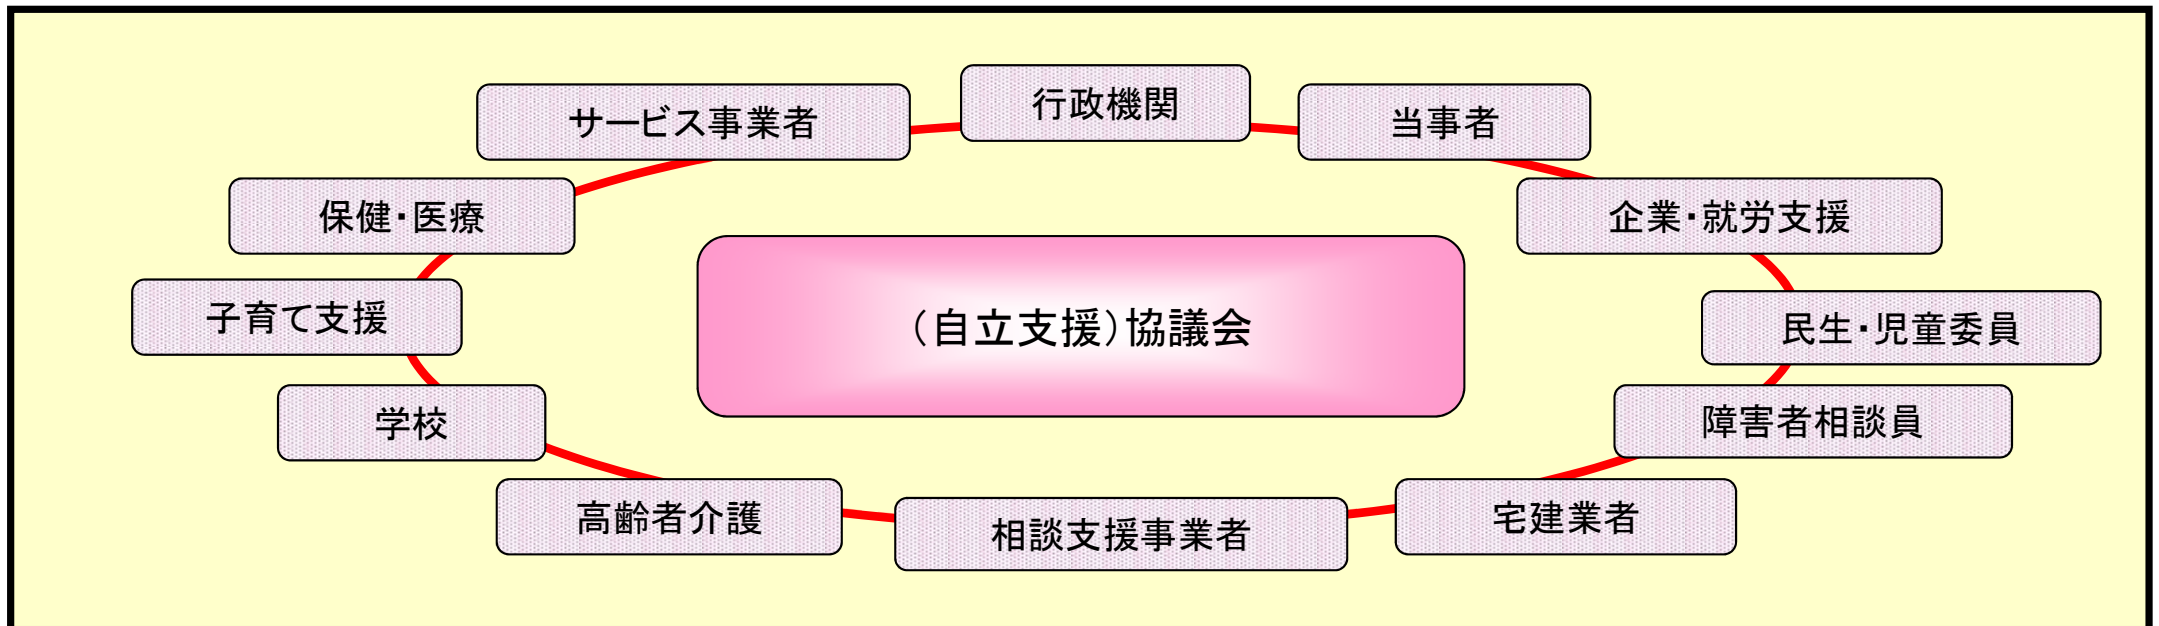 行政機関
サービス事業者
当事者
保健・医療
企業・就労支援
子育て支援
（自立支援）協議会
民生・児童委員
学校
障害者相談員
高齢者介護
相談支援事業者
宅建業者